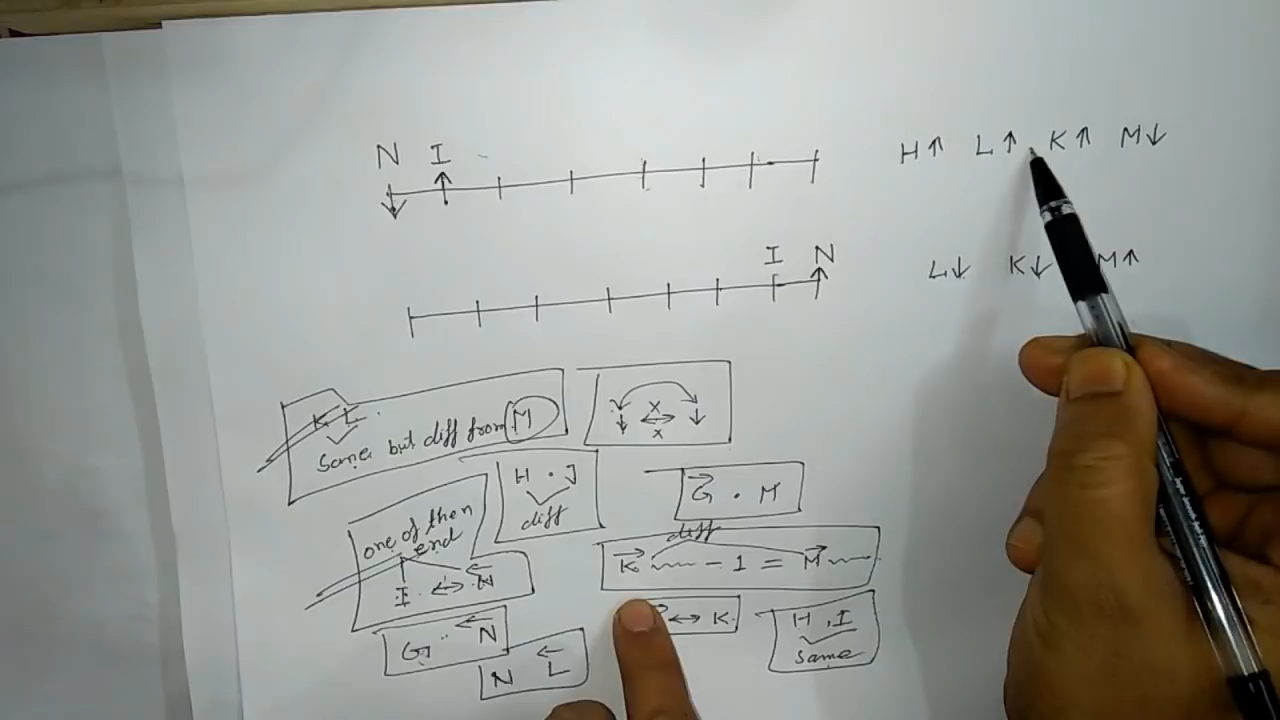 N I
H↑ L↑ K↑ M↓
I N
L↓ K↓ M↑
K L
Same but diff from M
x
x
H . J
diff
G . M
one of them
end
I ↔ N
diff
K - 1 = M
↔ K
H , I
Same
G .. N
N L